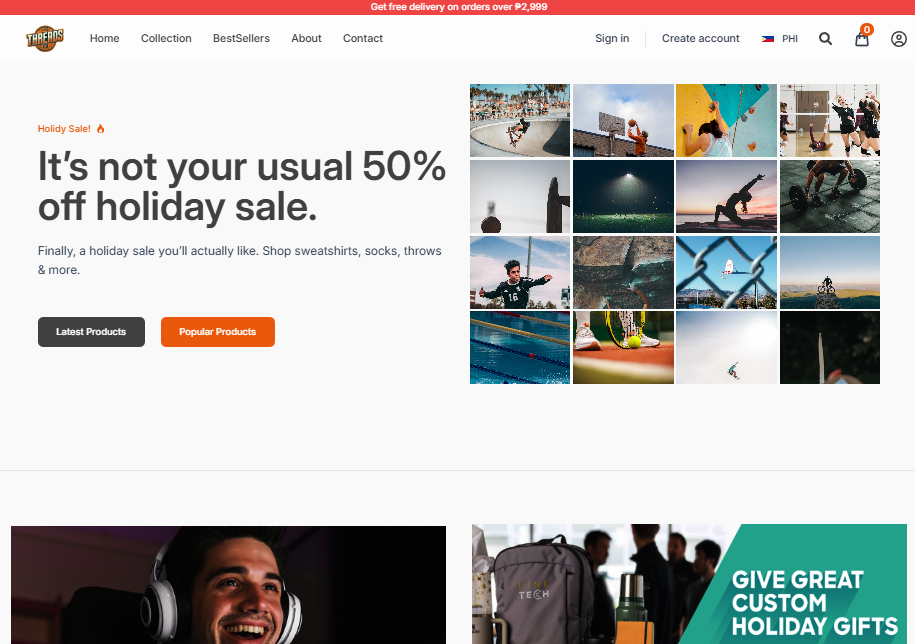 Get free delivery on orders over ₱2,999
THREADS
Home
Collection
BestSellers
About
Contact
Sign in
Create account
PHI
0
Holidy Sale!
It’s not your usual 50%
off holiday sale.
Finally, a holiday sale you’ll actually like. Shop sweatshirts, socks, throws
& more.
Latest Products
Popular Products
16
LINK
TECH
GIVE GREAT
CUSTOM
HOLIDAY GIFTS